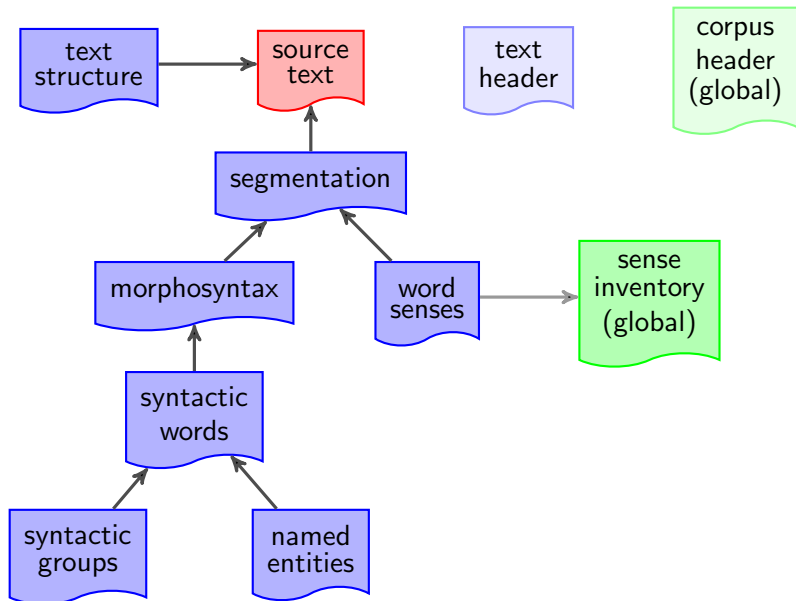 text
structure
source
text
text
header
corpus
header
(global)
segmentation
morphosyntax
word
senses
sense
inventory
(global)
syntactic
words
syntactic
groups
named
entities